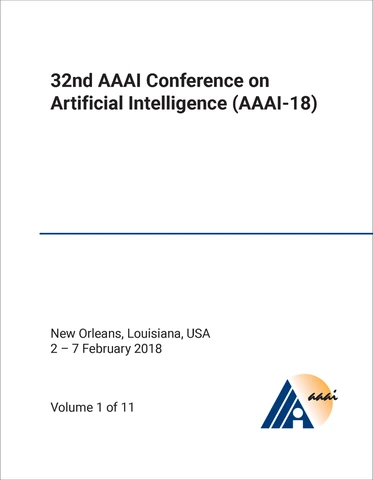 32nd AAAI Conference on
Artificial Intelligence (AAAI-18)
New Orleans, Louisiana, USA
2 – 7 February 2018
Volume 1 of 11
aaai